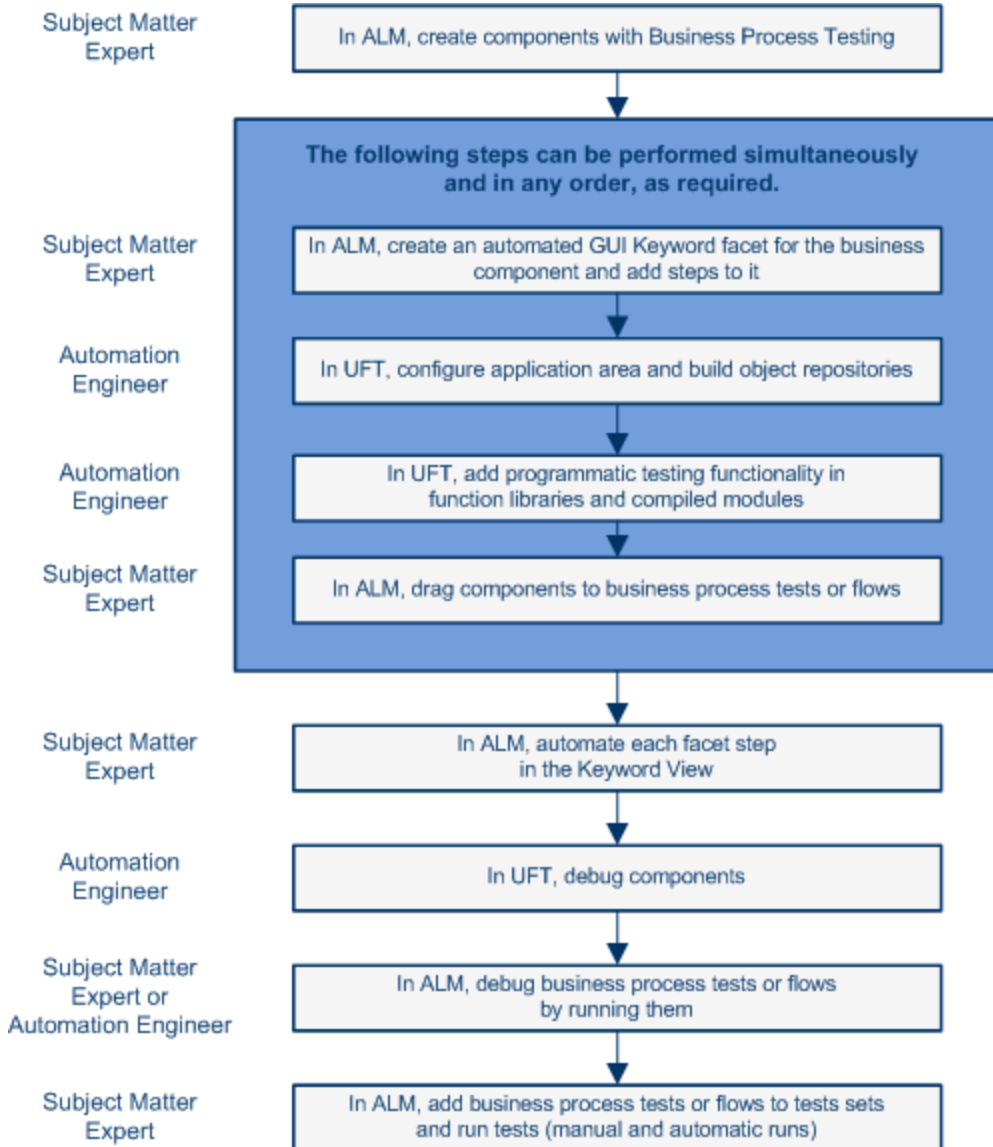 Subject Matter
Expert
In ALM, create components with Business Process Testing
The following steps can be performed simultaneously
and in any order, as required.
Subject Matter
Expert
In ALM, create an automated GUI Keyword facet for the business
component and add steps to it
Automation
Engineer
In UFT, configure application area and build object repositories
Automation
Engineer
In UFT, add programmatic testing functionality in
function libraries and compiled modules
Subject Matter
Expert
In ALM, drag components to business process tests or flows
Subject Matter
Expert
In ALM, automate each facet step
in the Keyword View
Automation
Engineer
In UFT, debug components
Subject Matter
Expert or
Automation Engineer
In ALM, debug business process tests or flows
by running them
Subject Matter
Expert
In ALM, add business process tests or flows to tests sets
and run tests (manual and automatic runs)